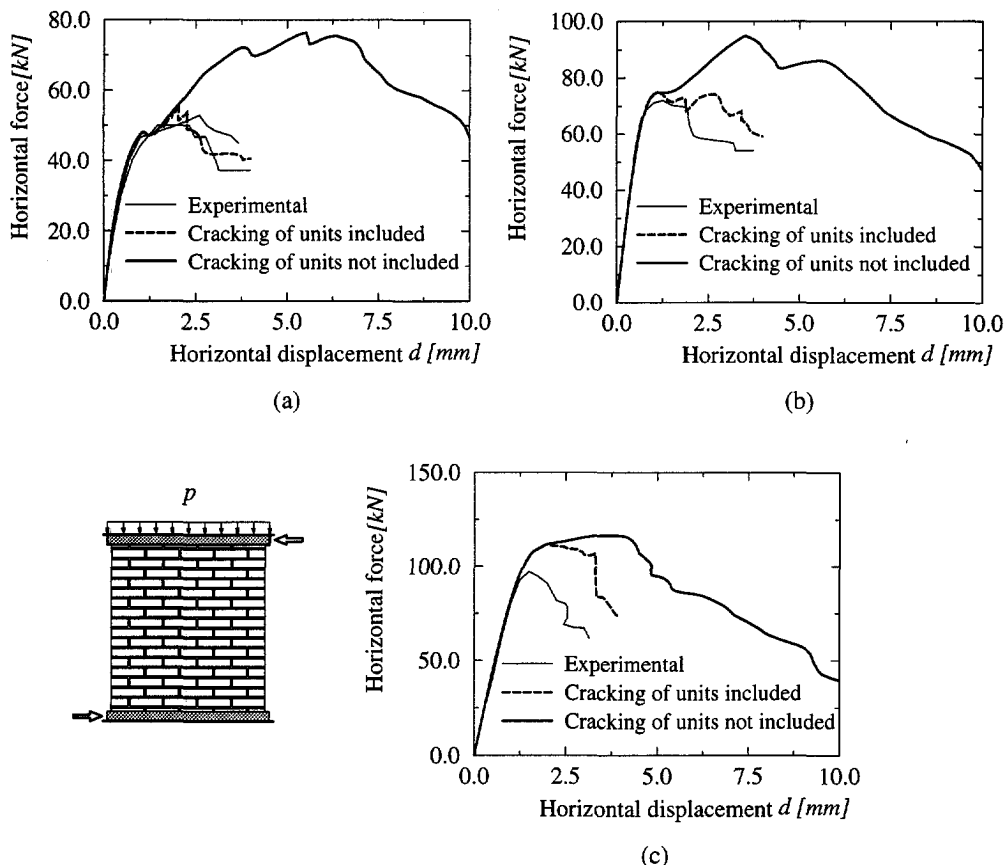 80.0
60.0
40.0
20.0
0.0
Horizontal force[kN]
Experimental
Cracking of units included
Cracking of units not included
0.0 2.5 5.0 7.5 10.0
Horizontal displacement d [mm]
(a)
100.0
80.0
60.0
40.0
20.0
0.0
Horizontal force[kN]
Experimental
Cracking of units included
Cracking of units not included
0.0 2.5 5.0 7.5 10.0
Horizontal displacement d [mm]
(b)
p
150.0
100.0
50.0
0.0
Horizontal force[kN]
Experimental
Cracking of units included
Cracking of units not included
0.0 2.5 5.0 7.5 10.0
Horizontal displacement d [mm]
(c)